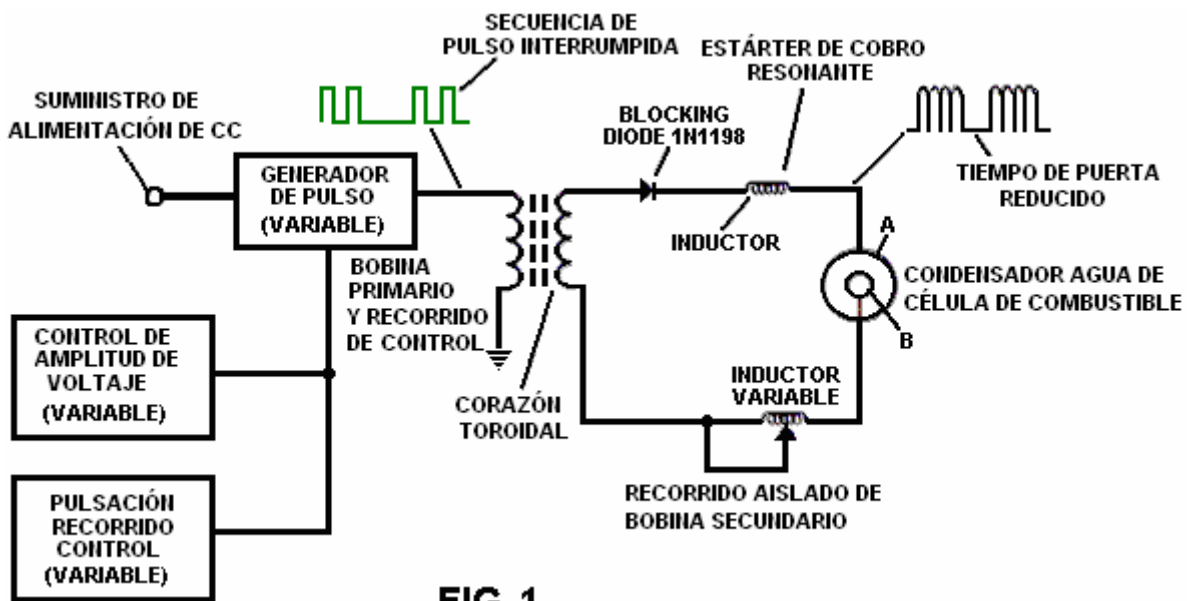 SECUENCIA DE
PULSO INTERRUMPIDA
ESTÁRTER DE COBRO
RESONANTE
SUMINISTRO DE
ALIMENTACIÓN DE CC
BLOCKING
DIODE 1N1198
TIEMPO DE PUERTA
REDUCIDO
GENERADOR
DE PULSO
(VARIABLE)
INDUCTOR
A
CONDENSADOR AGUA DE
CÉLULA DE COMBUSTIBLE
B
BOBINA
PRIMARIO
Y RECORRIDO
DE CONTROL
CONTROL DE
AMPLITUD DE
VOLTAJE
(VARIABLE)
INDUCTOR
VARIABLE
CORAZÓN
TOROIDAL
RECORRIDO AISLADO DE
BOBINA SECUNDARIO
PULSACIÓN
RECORRIDO
CONTROL
(VARIABLE)
FIG. 1